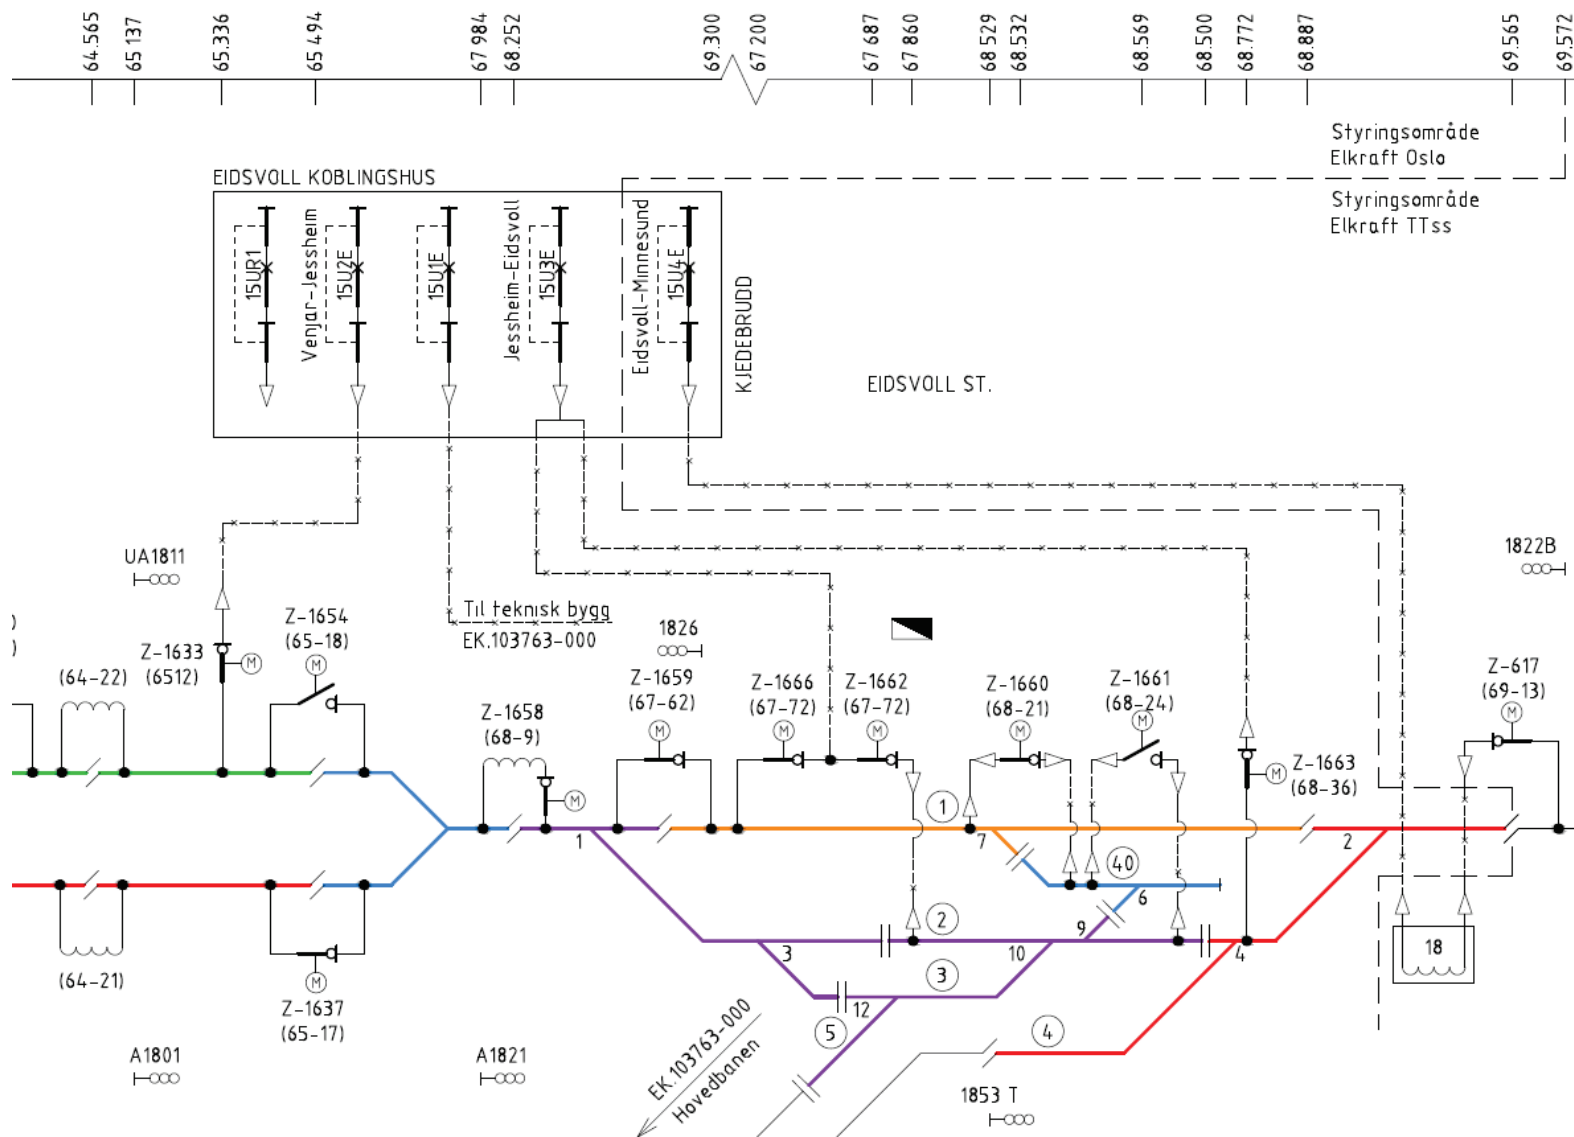 64.565
65 137
65.336
65 494
67 984
68.252
69.300
67 200
67 687
67 860
68 529
68.532
68.569
68.500
68.772
68.887
69.565
69.572
Styringsområde
Elkraft Oslo
Styringsområde
Elkraft TTss
EIDSVOLL KOBLINGSHUS
15UR1
Venjar-Jessheim
15U2E
15U1E
Jessheim-Eidsvoll
15U3E
Eidsvoll-Minnesund
15U4E
KJEDEBRUDD
EIDSVOLL ST.
UA1811
1822B
Til teknisk bygg
EK.103763-000
Z-1654
(65-18)
Z-1633
(6512)
(64-22)
1826
Z-1659
(67-62)
Z-1658
(68-9)
Z-1666
(67-72)
Z-1662
(67-72)
Z-1660
(68-21)
Z-1661
(68-24)
Z-617
(69-13)
Z-1663
(68-36)
M
M
M
M
M
M
M
M
M
M
1
1
7
2
40
6
2
9
3
10
4
18
3
12
5
4
(64-21)
M
Z-1637
(65-17)
A1801
A1821
EK.103763-000
Hovedbanen
1853 T